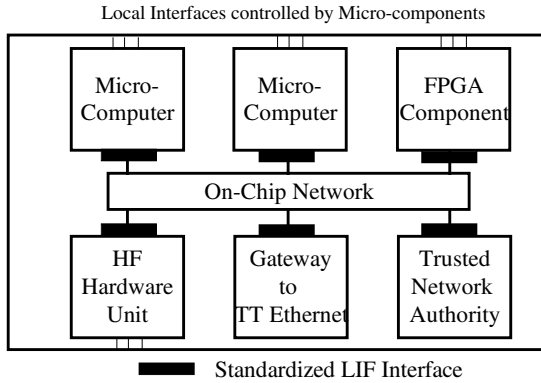 Local Interfaces controlled by Micro-components
Micro-
Computer
Micro-
Computer
FPGA
Component
On-Chip Network
HF
Hardware
Unit
Gateway
to
TT Ethernet
Trusted
Network
Authority
Standardized LIF Interface